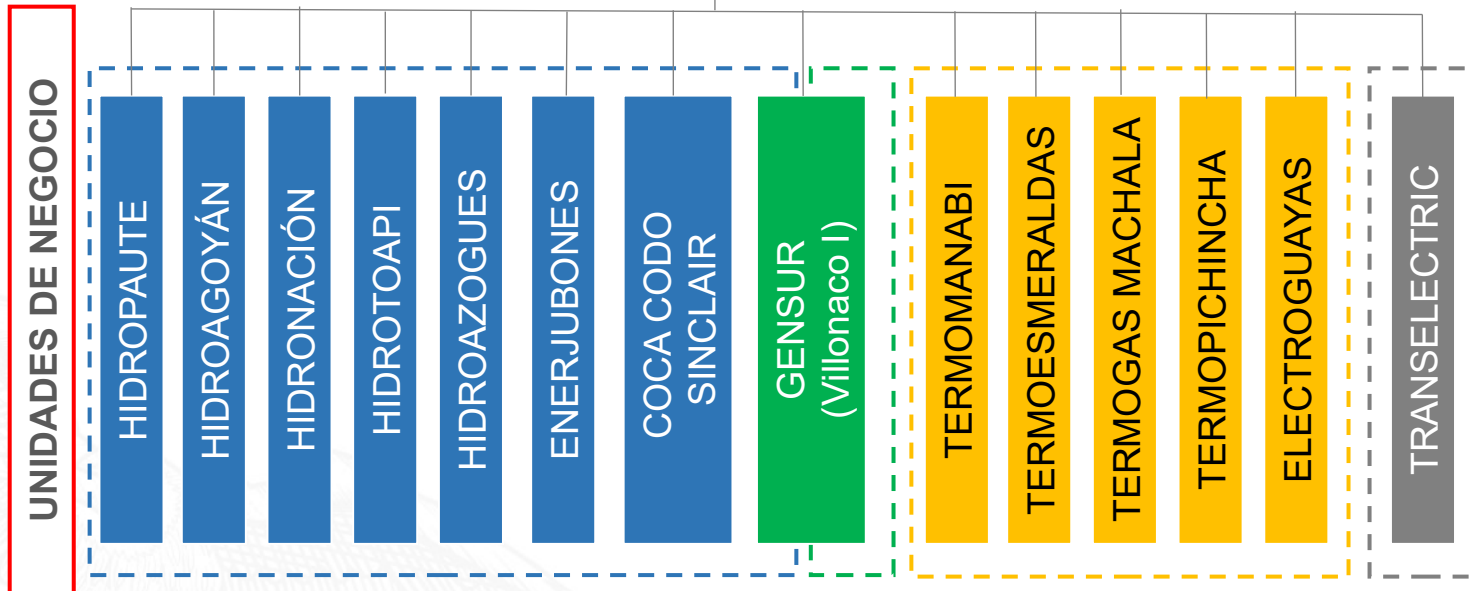 UNIDADES DE NEGOCIO
HIDROPAUTE
HIDROAGOYÁN
HIDRONACIÓN
HIDROTOAPI
HIDROAZOGUES
ENERJUBONES
COCA CODO
SINCLAIR
GENSUR
(Villonaco I)
TERMOMANABI
TERMOESMERALDAS
TERMOGAS MACHALA
TERMOPICHINCHA
ELECTROGUAYAS
TRANSELECTRIC